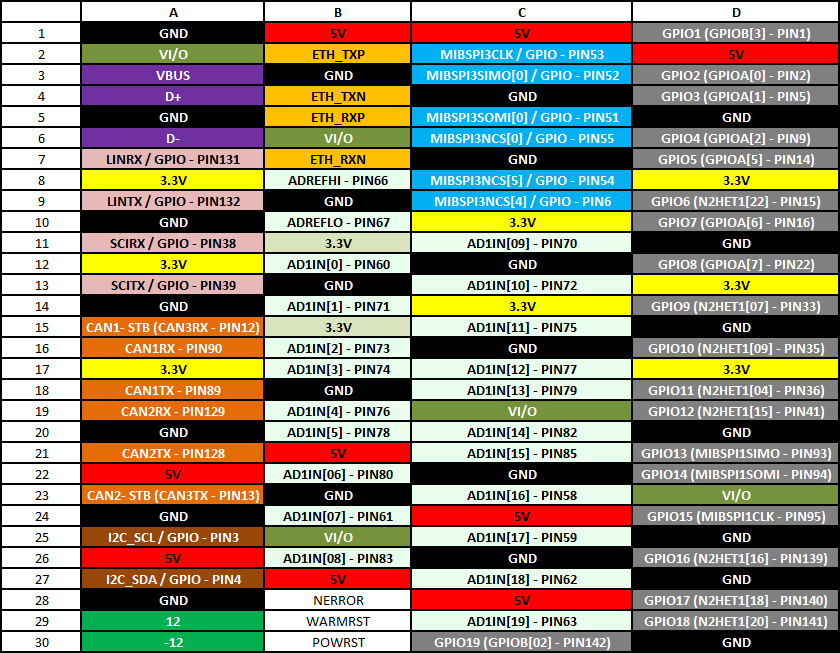 A B C D
1 GND 5V 5V GPIO1 (GPIOB[3] - PIN1)
2 VI/O ETH_TXP MIBSPI3CLK / GPIO - PIN53 5V
3 VBUS GND MIBSPI3SIMO[0] / GPIO - PIN52 GPIO2 (GPIOA[0] - PIN2)
4 D+ ETH_TXN GND GPIO3 (GPIOA[1] - PIN5)
5 GND ETH_RXP MIBSPI3SOMI[0] / GPIO - PIN51 GND
6 D- VI/O MIBSPI3NCS[0] / GPIO - PIN55 GPIO4 (GPIOA[2] - PIN9)
7 LINRX / GPIO - PIN131 ETH_RXN GND GPIO5 (GPIOA[5] - PIN14)
8 3.3V ADREFHI - PIN66 MIBSPI3NCS[5] / GPIO - PIN54 3.3V
9 LINTX / GPIO - PIN132 GND MIBSPI3NCS[4] / GPIO - PIN6 GPIO6 (N2HET1[22] - PIN15)
10 GND ADREFLO - PIN67 3.3V GPIO7 (GPIOA[6] - PIN16)
11 SCIRX / GPIO - PIN38 3.3V AD1IN[09] - PIN70 GND
12 3.3V AD1IN[0] - PIN60 GND GPIO8 (GPIOA[7] - PIN22)
13 SCITX / GPIO - PIN39 GND AD1IN[10] - PIN72 3.3V
14 GND AD1IN[1] - PIN71 3.3V GPIO9 (N2HET1[07] - PIN33)
15 CAN1- STB (CAN3RX - PIN12) 3.3V AD1IN[11] - PIN75 GND
16 CAN1RX - PIN90 AD1IN[2] - PIN73 GND GPIO10 (N2HET1[09] - PIN35)
17 3.3V AD1IN[3] - PIN74 AD1IN[12] - PIN77 3.3V
18 CAN1TX - PIN89 GND AD1IN[13] - PIN79 GPIO11 (N2HET1[04] - PIN36)
19 CAN2RX - PIN129 AD1IN[4] - PIN76 VI/O GPIO12 (N2HET1[15] - PIN41)
20 GND AD1IN[5] - PIN78 AD1IN[14] - PIN82 GND
21 CAN2TX - PIN128 5V AD1IN[15] - PIN85 GPIO13 (MIBSPI1SIMO - PIN93)
22 5V AD1IN[06] - PIN80 GND GPIO14 (MIBSPI1SOMI - PIN94)
23 CAN2- STB (CAN3TX - PIN13) GND AD1IN[16] - PIN58 VI/O
24 GND AD1IN[07] - PIN61 5V GPIO15 (MIBSPI1CLK - PIN95)
25 I2C_SCL / GPIO - PIN3 VI/O AD1IN[17] - PIN59 GND
26 5V AD1IN[08] - PIN83 GND GPIO16 (N2HET1[16] - PIN139)
27 I2C_SDA / GPIO - PIN4 5V AD1IN[18] - PIN62 GND
28 GND NERROR 5V GPIO17 (N2HET1[18] - PIN140)
29 12 WARMRST AD1IN[19] - PIN63 GPIO18 (N2HET1[20] - PIN141)
30 -12 POWRST GPIO19 (GPIOB[02] - PIN142) GND